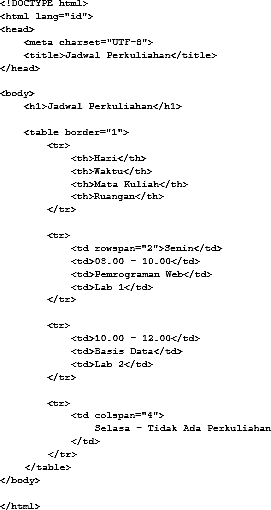 <!DOCTYPE html>
<html lang="id">
<head>
    <meta charset="UTF-8">
    <title>Jadwal Perkuliahan</title>
</head>

<body>
    <h1>Jadwal Perkuliahan</h1>

    <table border="1">
        <tr>
            <th>Hari</th>
            <th>Waktu</th>
            <th>Mata Kuliah</th>
            <th>Ruangan</th>
        </tr>

        <tr>
            <td rowspan="2">Senin</td>
            <td>08.00 - 10.00</td>
            <td>Pemrograman Web</td>
            <td>Lab 1</td>
        </tr>

        <tr>
            <td>10.00 - 12.00</td>
            <td>Basis Data</td>
            <td>Lab 2</td>
        </tr>

        <tr>
            <td colspan="4">
                Selasa - Tidak Ada Perkuliahan
            </td>
        </tr>
    </table>
</body>

</html>